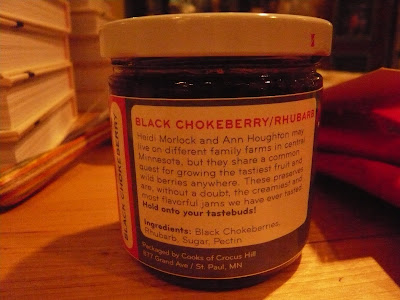 BLACK CHOKEBERRY/RHUBARB
Heidi Morlock and Ann Houghton may
live on different family farms in central
Minnesota, but they share a common
quest for growing the tastiest fruit and
wild berries anywhere. These preserves
are, without a doubt, the creamiest and
most flavorful jams we have ever tasted.
Hold onto your tastebuds!
Ingredients: Black Chokeberries,
Rhubarb, Sugar, Pectin
Packaged by Cooks of Crocus Hill
877 Grand Ave / St. Paul, MN
BLACK CHOKEBERRY